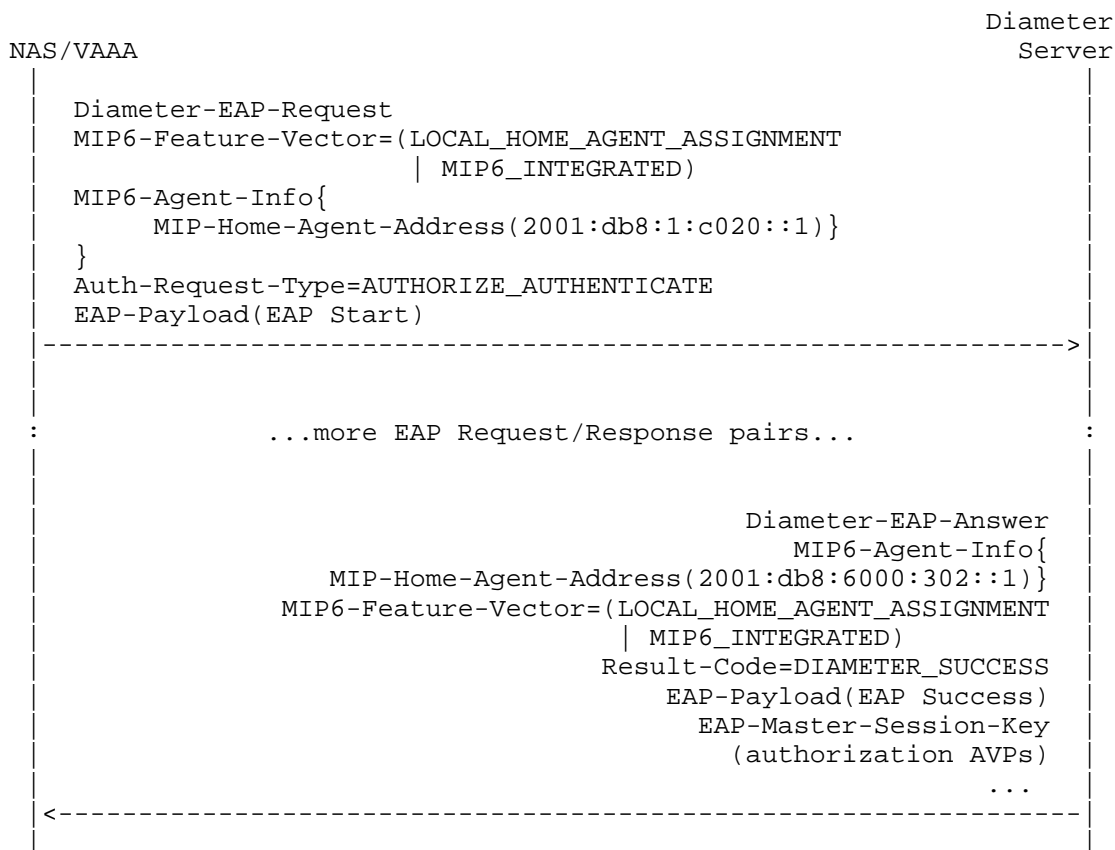 Diameter
NAS/VAAA Server
Diameter-EAP-Request
MIP6-Feature-Vector=(LOCAL_HOME_AGENT_ASSIGNMENT
| MIP6_INTEGRATED)
MIP6-Agent-Info{
MIP-Home-Agent-Address(2001:db8:1:c020::1)}
}
Auth-Request-Type=AUTHORIZE_AUTHENTICATE
EAP-Payload(EAP Start)
...more EAP Request/Response pairs...
Diameter-EAP-Answer
MIP6-Agent-Info{
MIP-Home-Agent-Address(2001:db8:6000:302::1)}
MIP6-Feature-Vector=(LOCAL_HOME_AGENT_ASSIGNMENT
| MIP6_INTEGRATED)
Result-Code=DIAMETER_SUCCESS
EAP-Payload(EAP Success)
EAP-Master-Session-Key
(authorization AVPs)
...